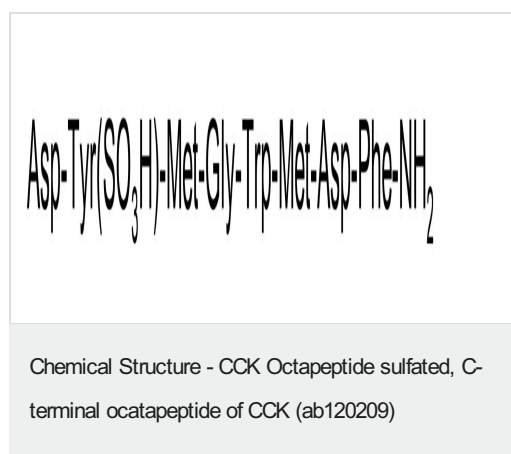 Asp-Tyr(SO₃H)-Met-Gly-Trp-Met-Asp-Phe-NH₂
Chemical Structure - CCK Octapeptide sulfated, C-
terminal ocatapeptide of CCK (ab120209)